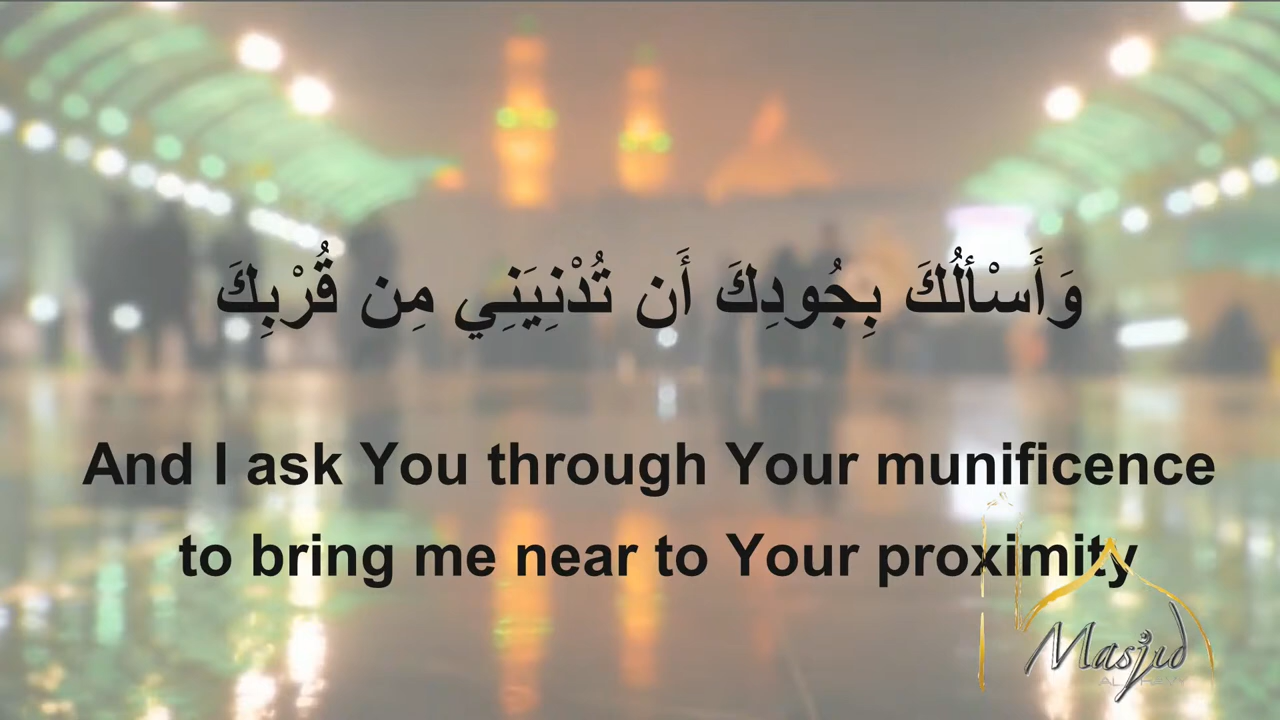 وَأَسْأَلُكَ بِجُودِكَ أَن تُدْنِيَنِي مِن قُرْبِكَ
And I ask You through Your munificence
to bring me near to Your proximity
Masjid